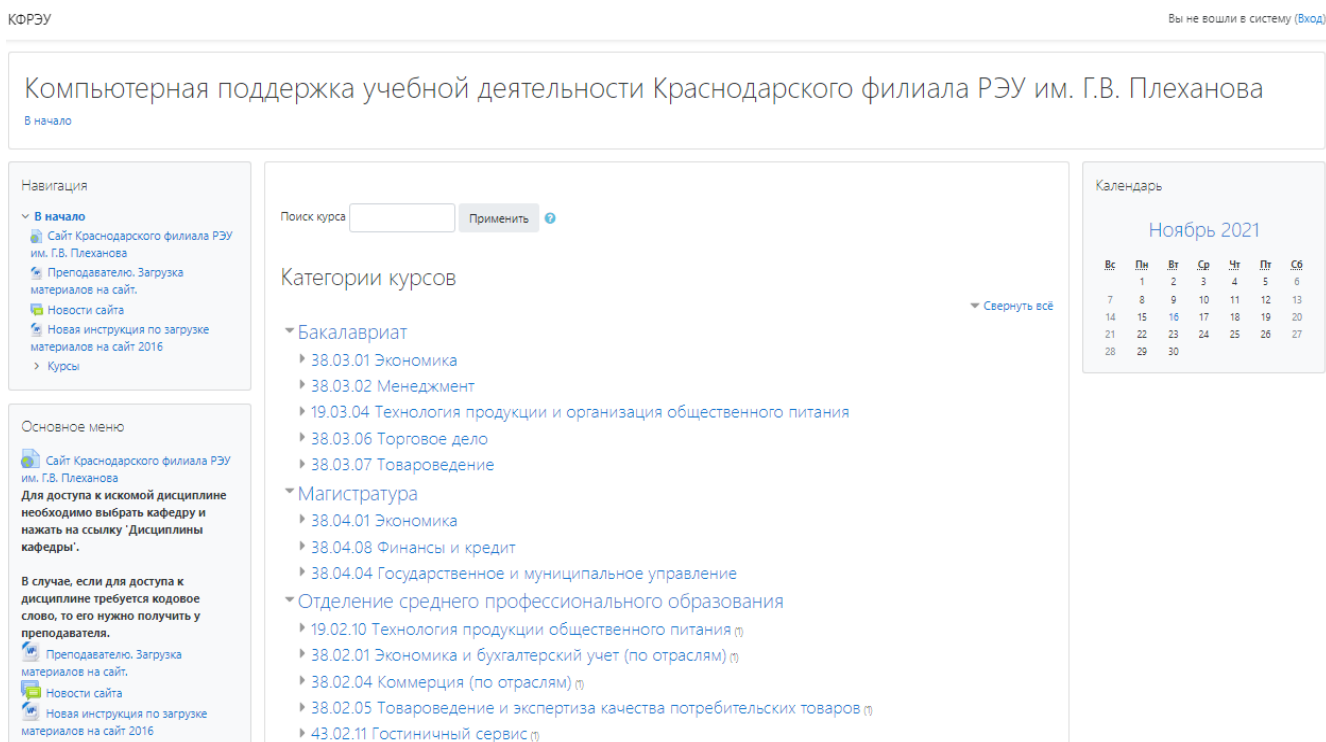 КФРЭУ
Вы не вошли в систему (Вход)
Компьютерная поддержка учебной деятельности Краснодарского филиала РЭУ им. Г.В. Плеханова
В начало
Навигация
В начало
Сайт Краснодарского филиала РЭУ
им. Г.В. Плеханова
Преподавателю. Загрузка
материалов на сайт.
Новости сайта
Новая инструкция по загрузке
материалов на сайт 2016
Курсы
Основное меню
Сайт Краснодарского филиала РЭУ
им. Г.В. Плеханова
Для доступа к искомой дисциплине
необходимо выбрать кафедру и
нажать на ссылку 'Дисциплины
кафедры'.
В случае, если для доступа к
дисциплине требуется кодовое
слово, то его нужно получить у
преподавателя.
Преподавателю. Загрузка
материалов на сайт.
Новости сайта
Новая инструкция по загрузке
материалов на сайт 2016
Поиск курса Применить
Категории курсов
Свернуть всё
Бакалавриат
38.03.01 Экономика
38.03.02 Менеджмент
19.03.04 Технология продукции и организация общественного питания
38.03.06 Торговое дело
38.03.07 Товароведение
Магистратура
38.04.01 Экономика
38.04.08 Финансы и кредит
38.04.04 Государственное и муниципальное управление
Отделение среднего профессионального образования
19.02.10 Технология продукции общественного питания (1)
38.02.01 Экономика и бухгалтерский учет (по отраслям) (1)
38.02.04 Коммерция (по отраслям) (1)
38.02.05 Товароведение и экспертиза качества потребительских товаров (1)
43.02.11 Гостиничный сервис (1)
Календарь
Ноябрь 2021
Вс Пн Вт Ср Чт Пт Сб
1 2 3 4 5 6
7 8 9 10 11 12 13
14 15 16 17 18 19 20
21 22 23 24 25 26 27
28 29 30